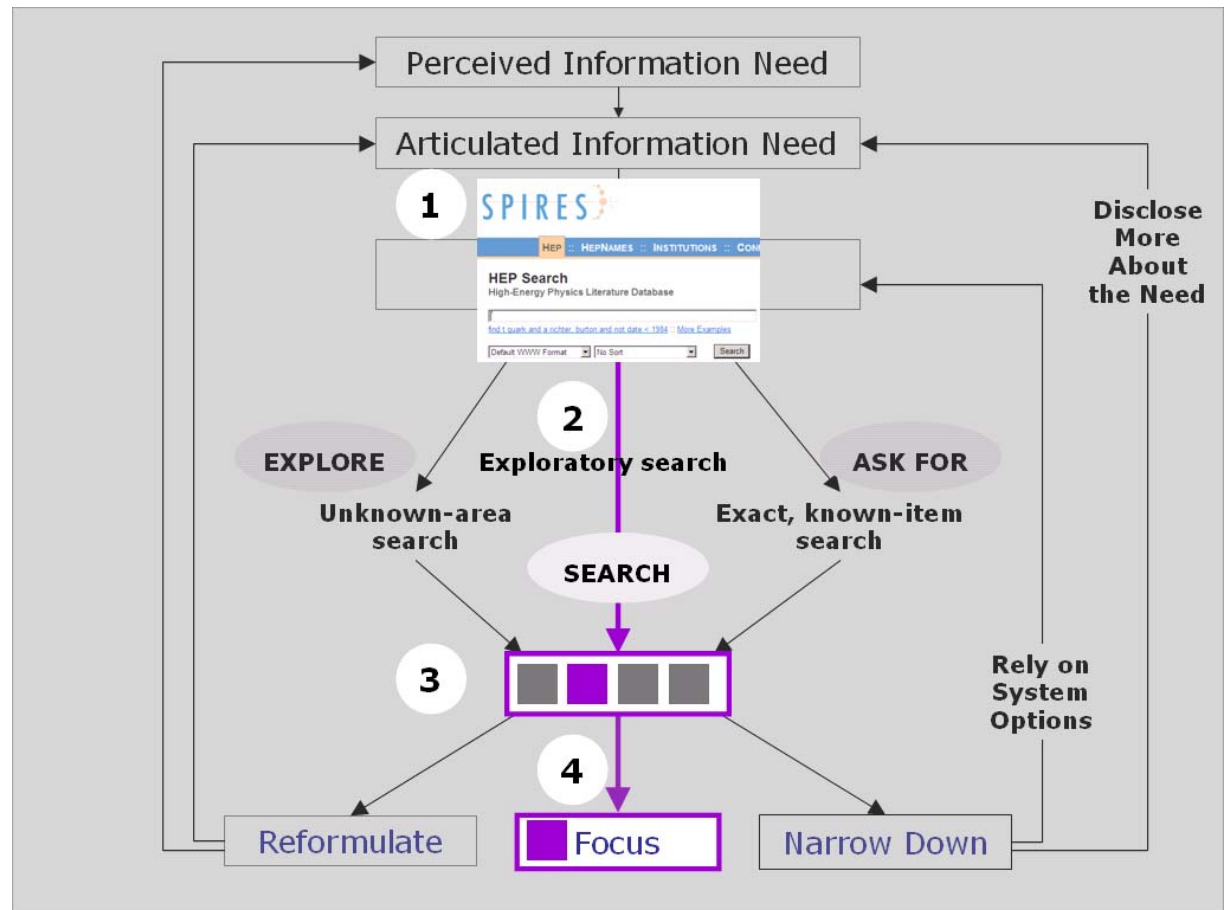 Perceived Information Need
Articulated Information Need
1
SPIRES
HEP :: HEPNAMES :: INSTITUTIONS :: CON
HEP Search
High-Energy Physics Literature Database
find t quark and a richter, burton and not date < 1984 :: More Examples
Default WWW Format
No Sort
Search
Disclose
More
About
the Need
2
EXPLORE
Exploratory search
ASK FOR
Unknown-area
search
Exact, known-item
search
SEARCH
3
Rely on
System
Options
4
Reformulate
Focus
Narrow Down